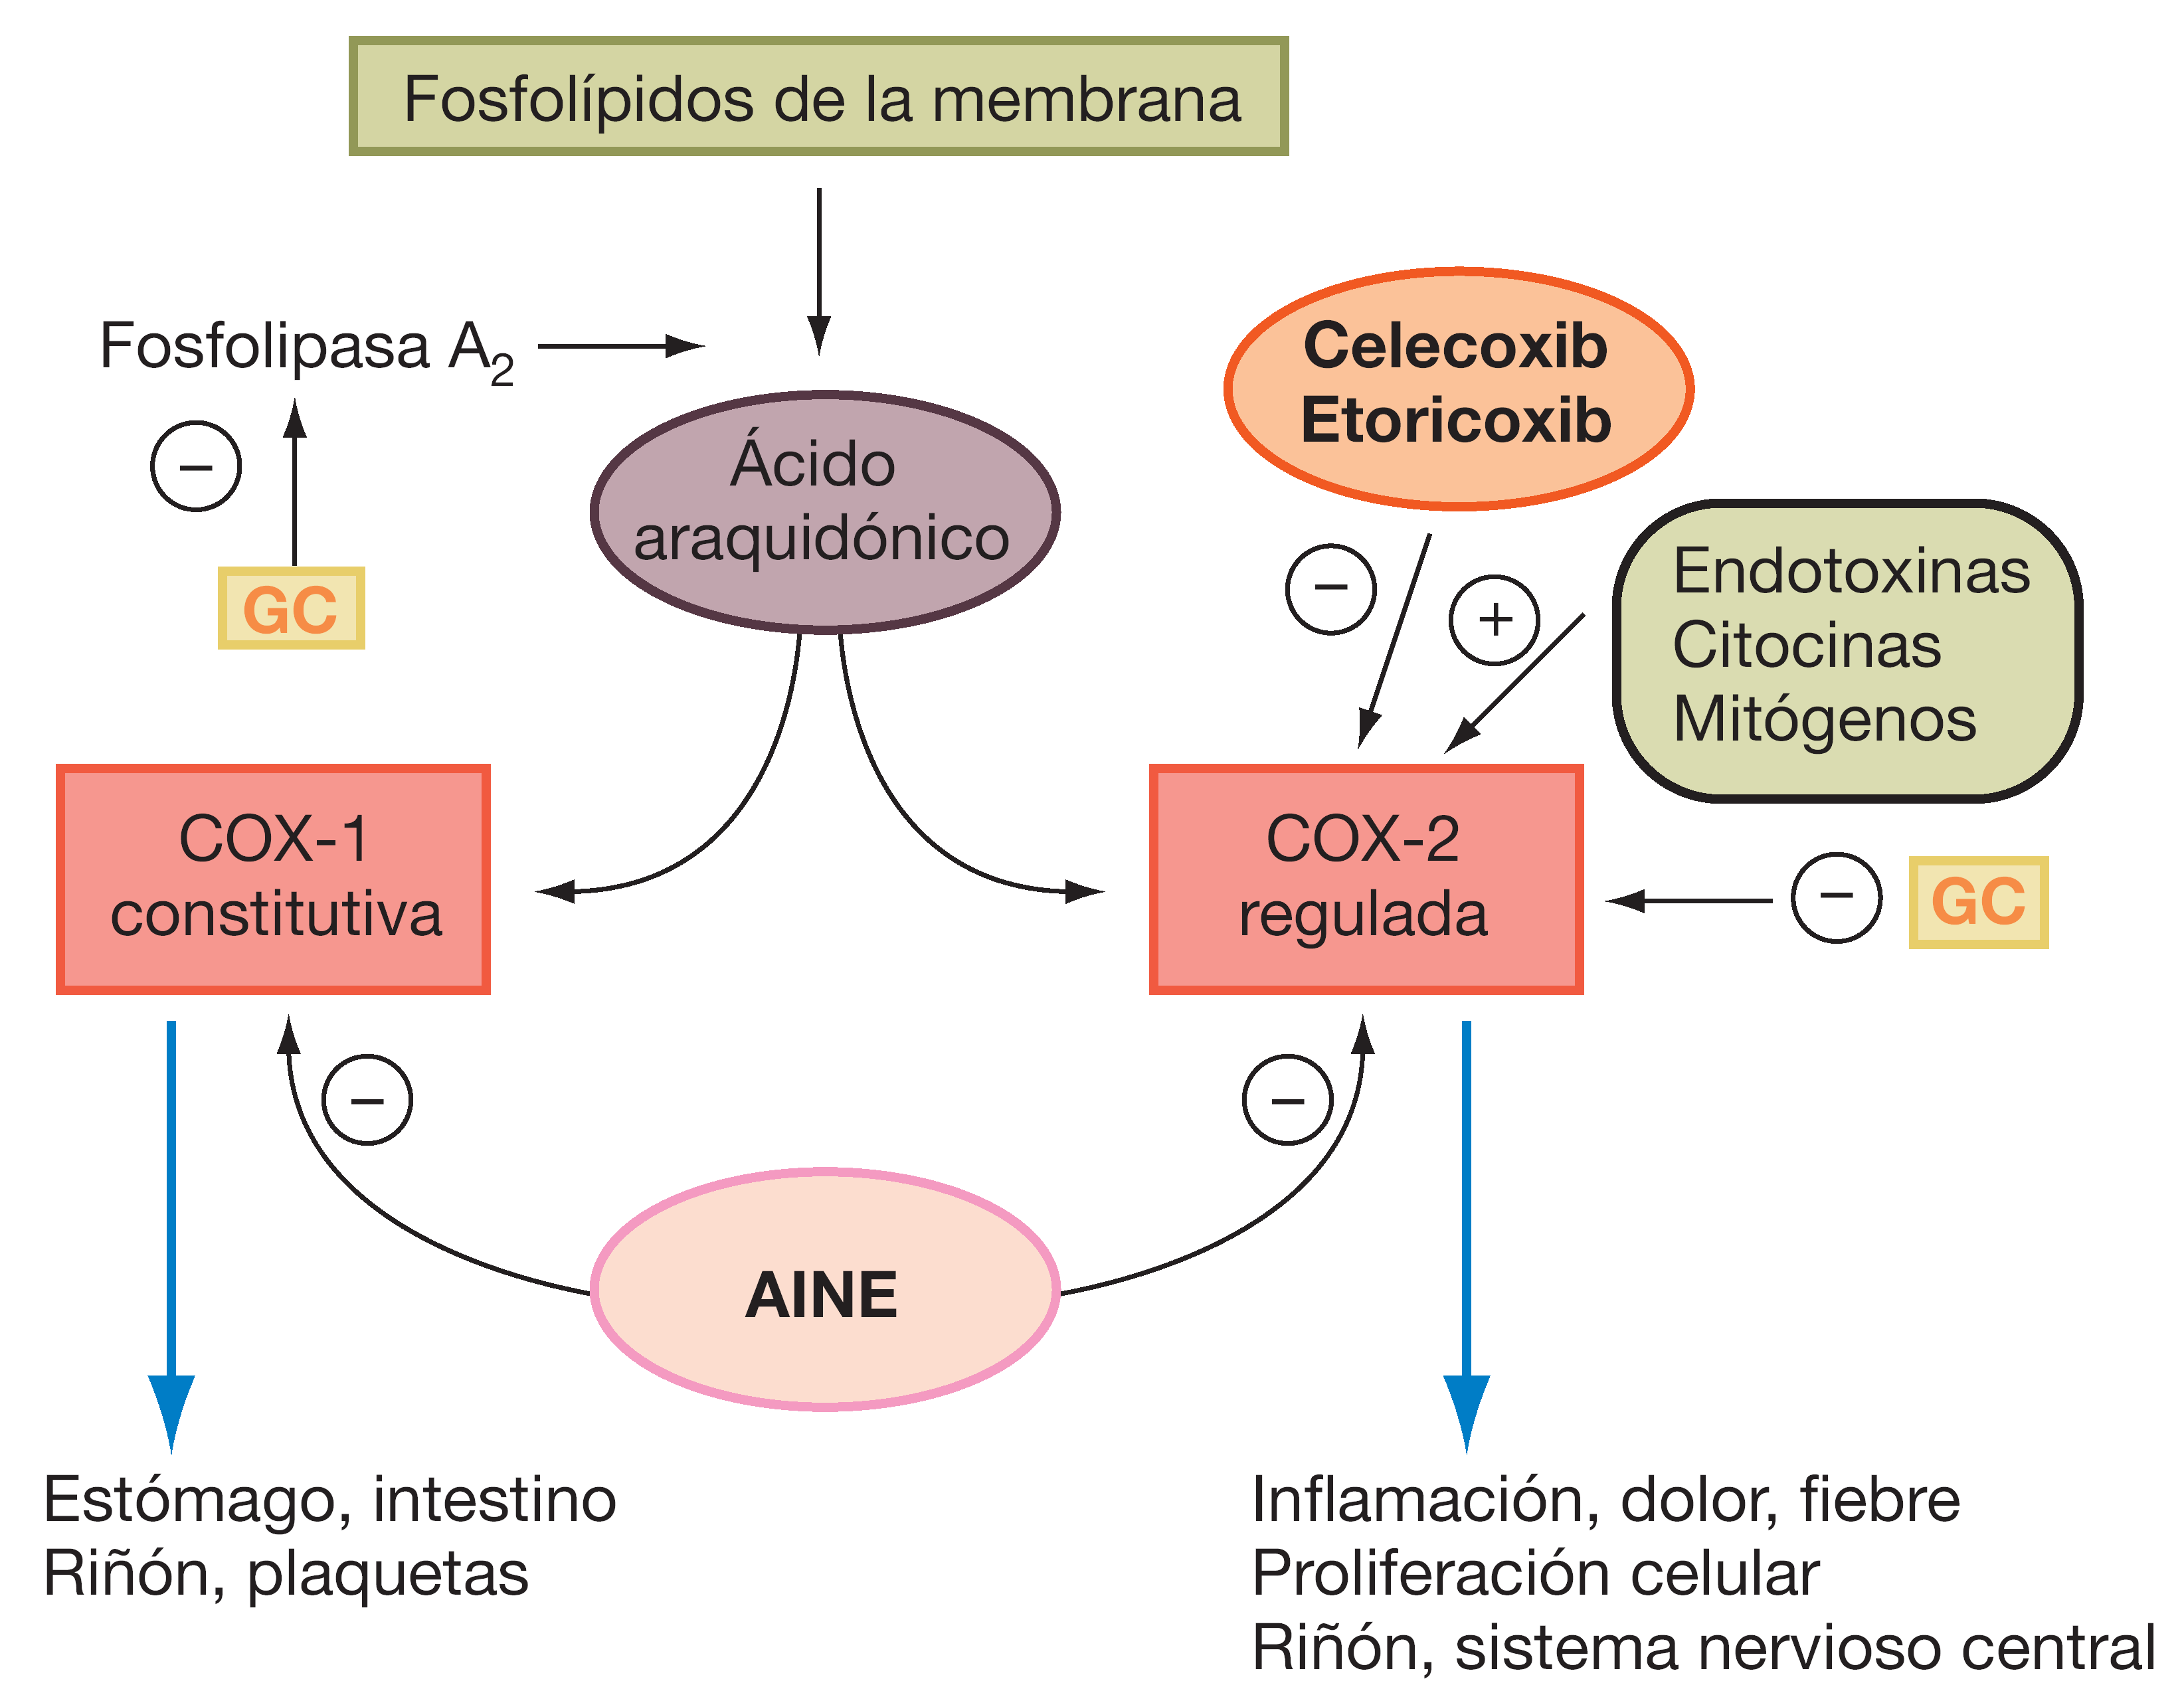 Fosfolípidos de la membrana
Fosfolipasa A2
Celecoxib
Etoricoxib
−
Ácido
araquidónico
Endotoxinas
Citocinas
Mitógenos
−
+
GC
COX-1
constitutiva
COX-2
regulada
−
GC
−
−
AINE
Estómago, intestino
Riñón, plaquetas
Inflamación, dolor, fiebre
Proliferación celular
Riñón, sistema nervioso central